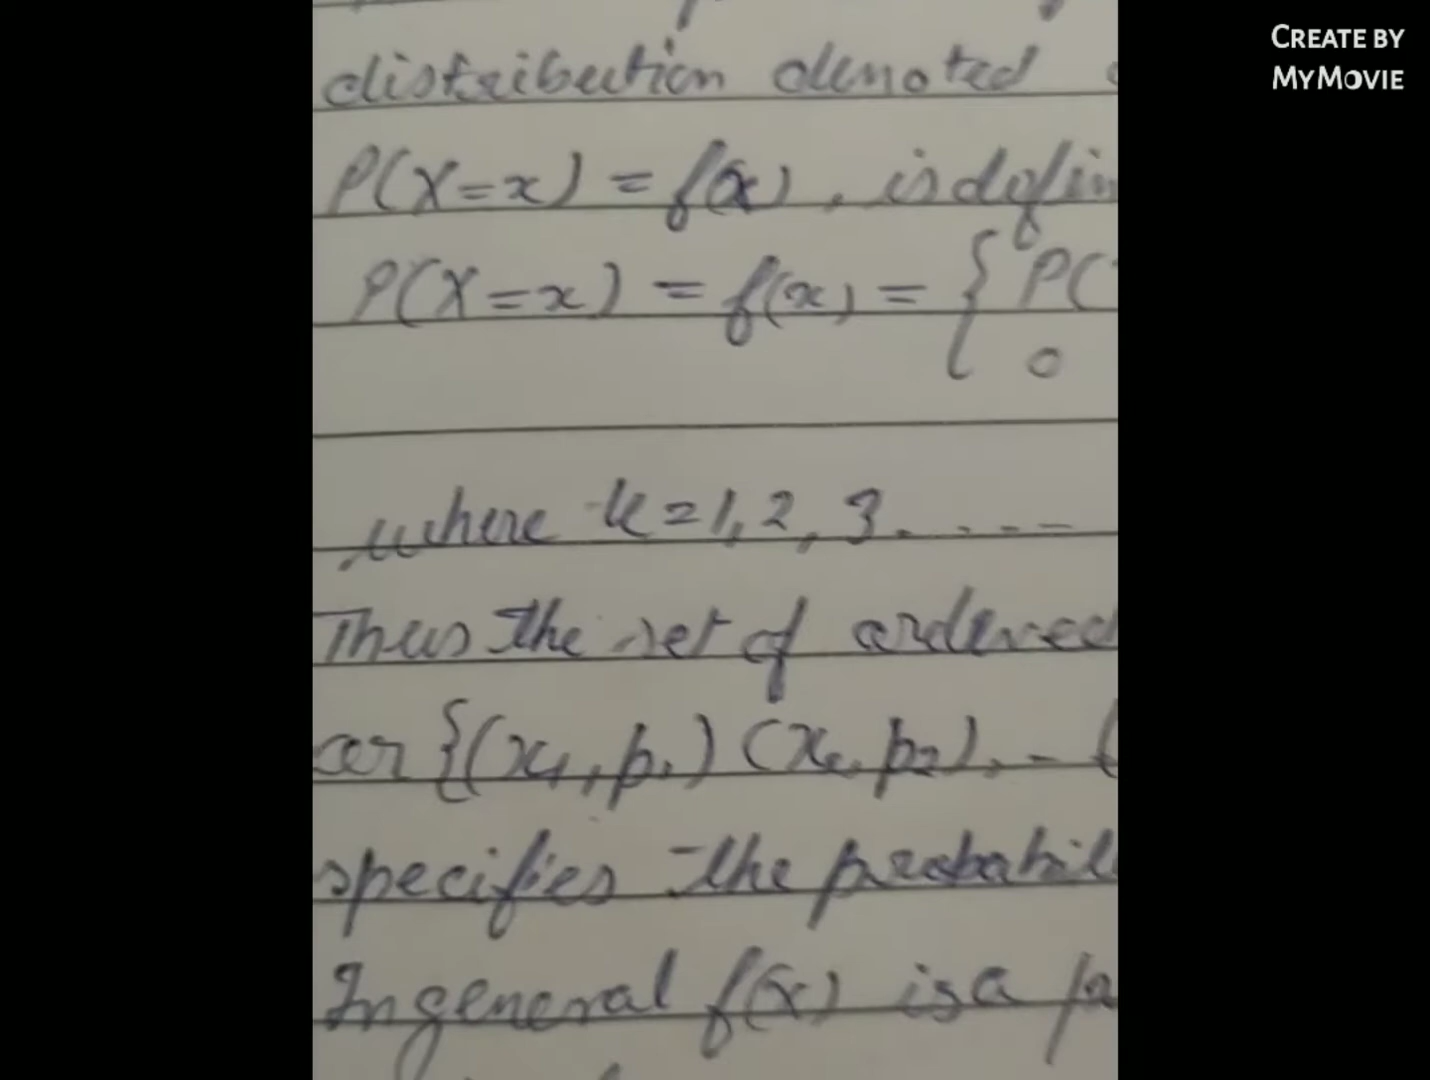 distribution denoted
P(X=x) = f(x), is defin
P(X=x) = f(x) = { P(
0
where k=1, 2, 3. . . . -
Thus the set of ordered
or {(x1, p1) (x2, p2), . - (
specifies the probabil
In general f(x) is a p
CREATE BY
MYMOVIE